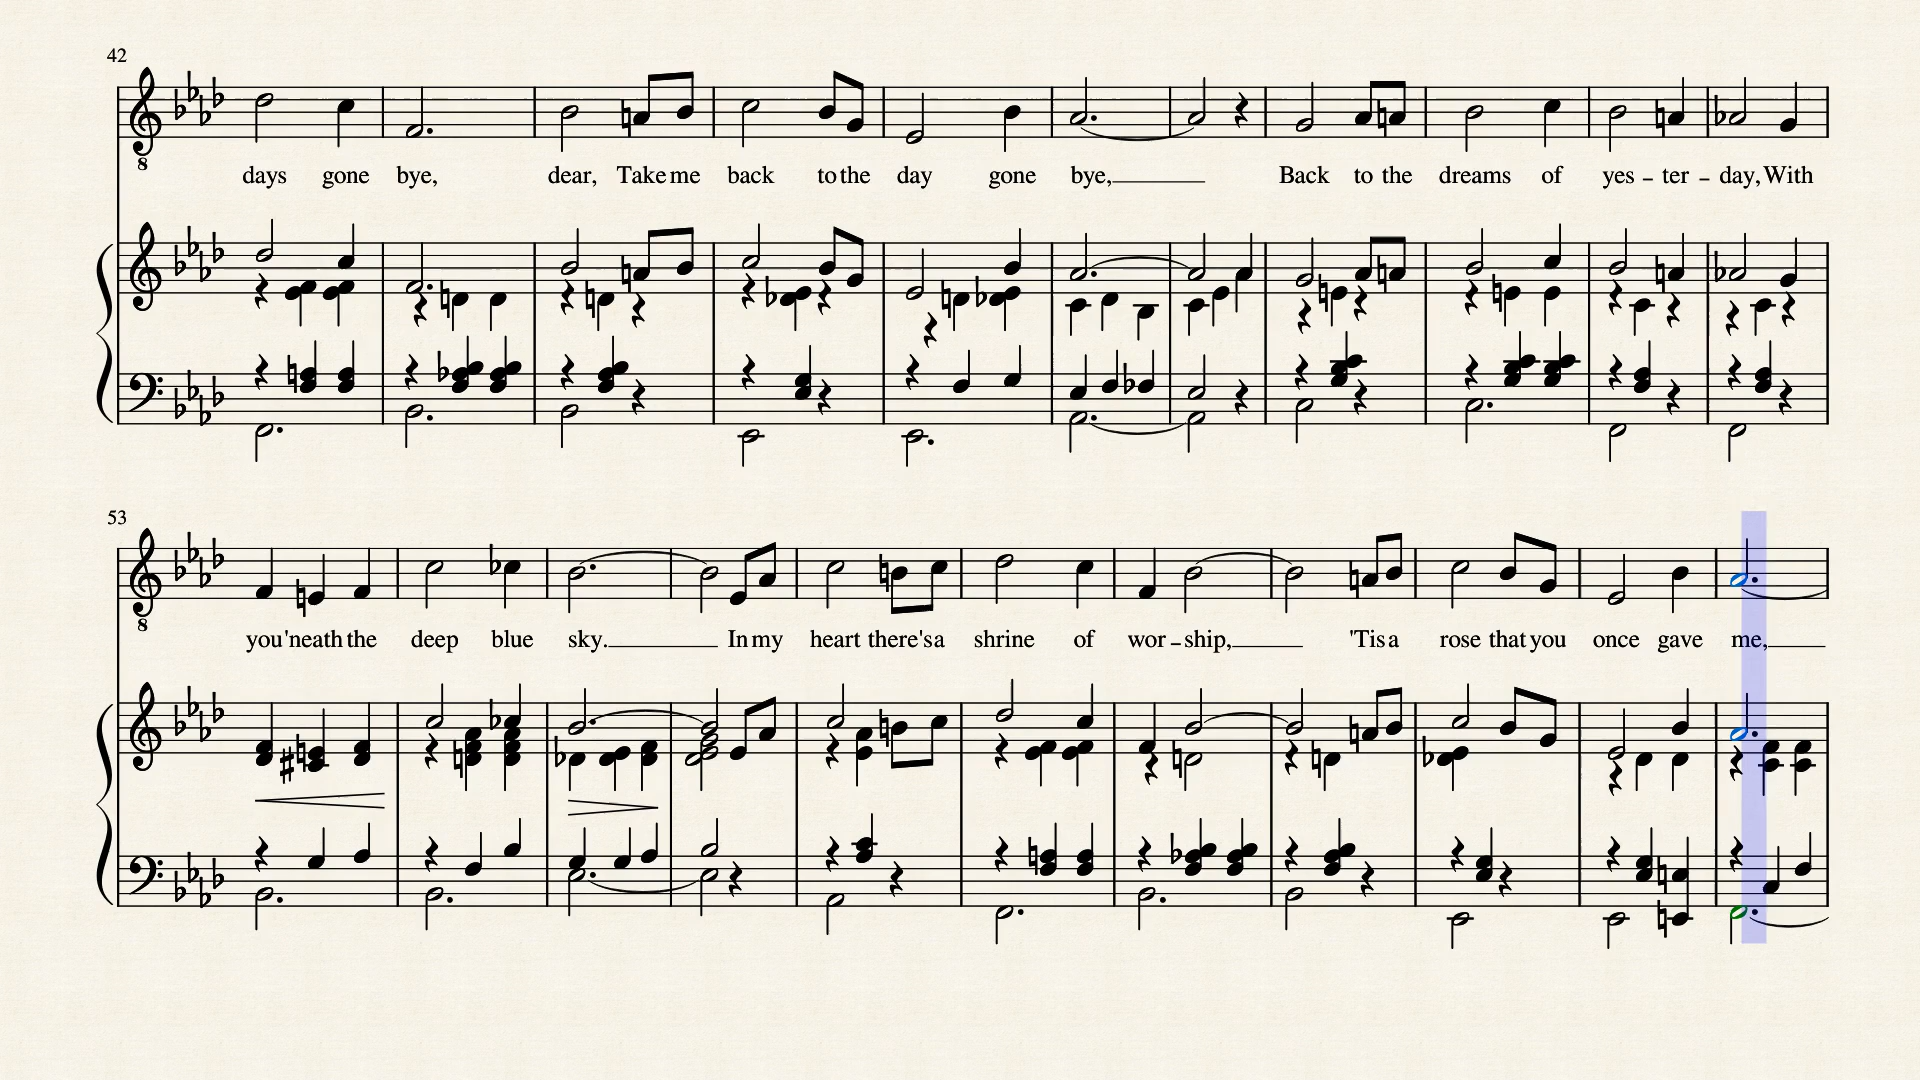 42
8
days gone bye, dear, Take me back to the day gone bye, Back to the dreams of yes – ter – day, With
53
8
you 'neath the deep blue sky. In my heart there's a shrine of wor – ship, 'Tis a rose that you once gave me,